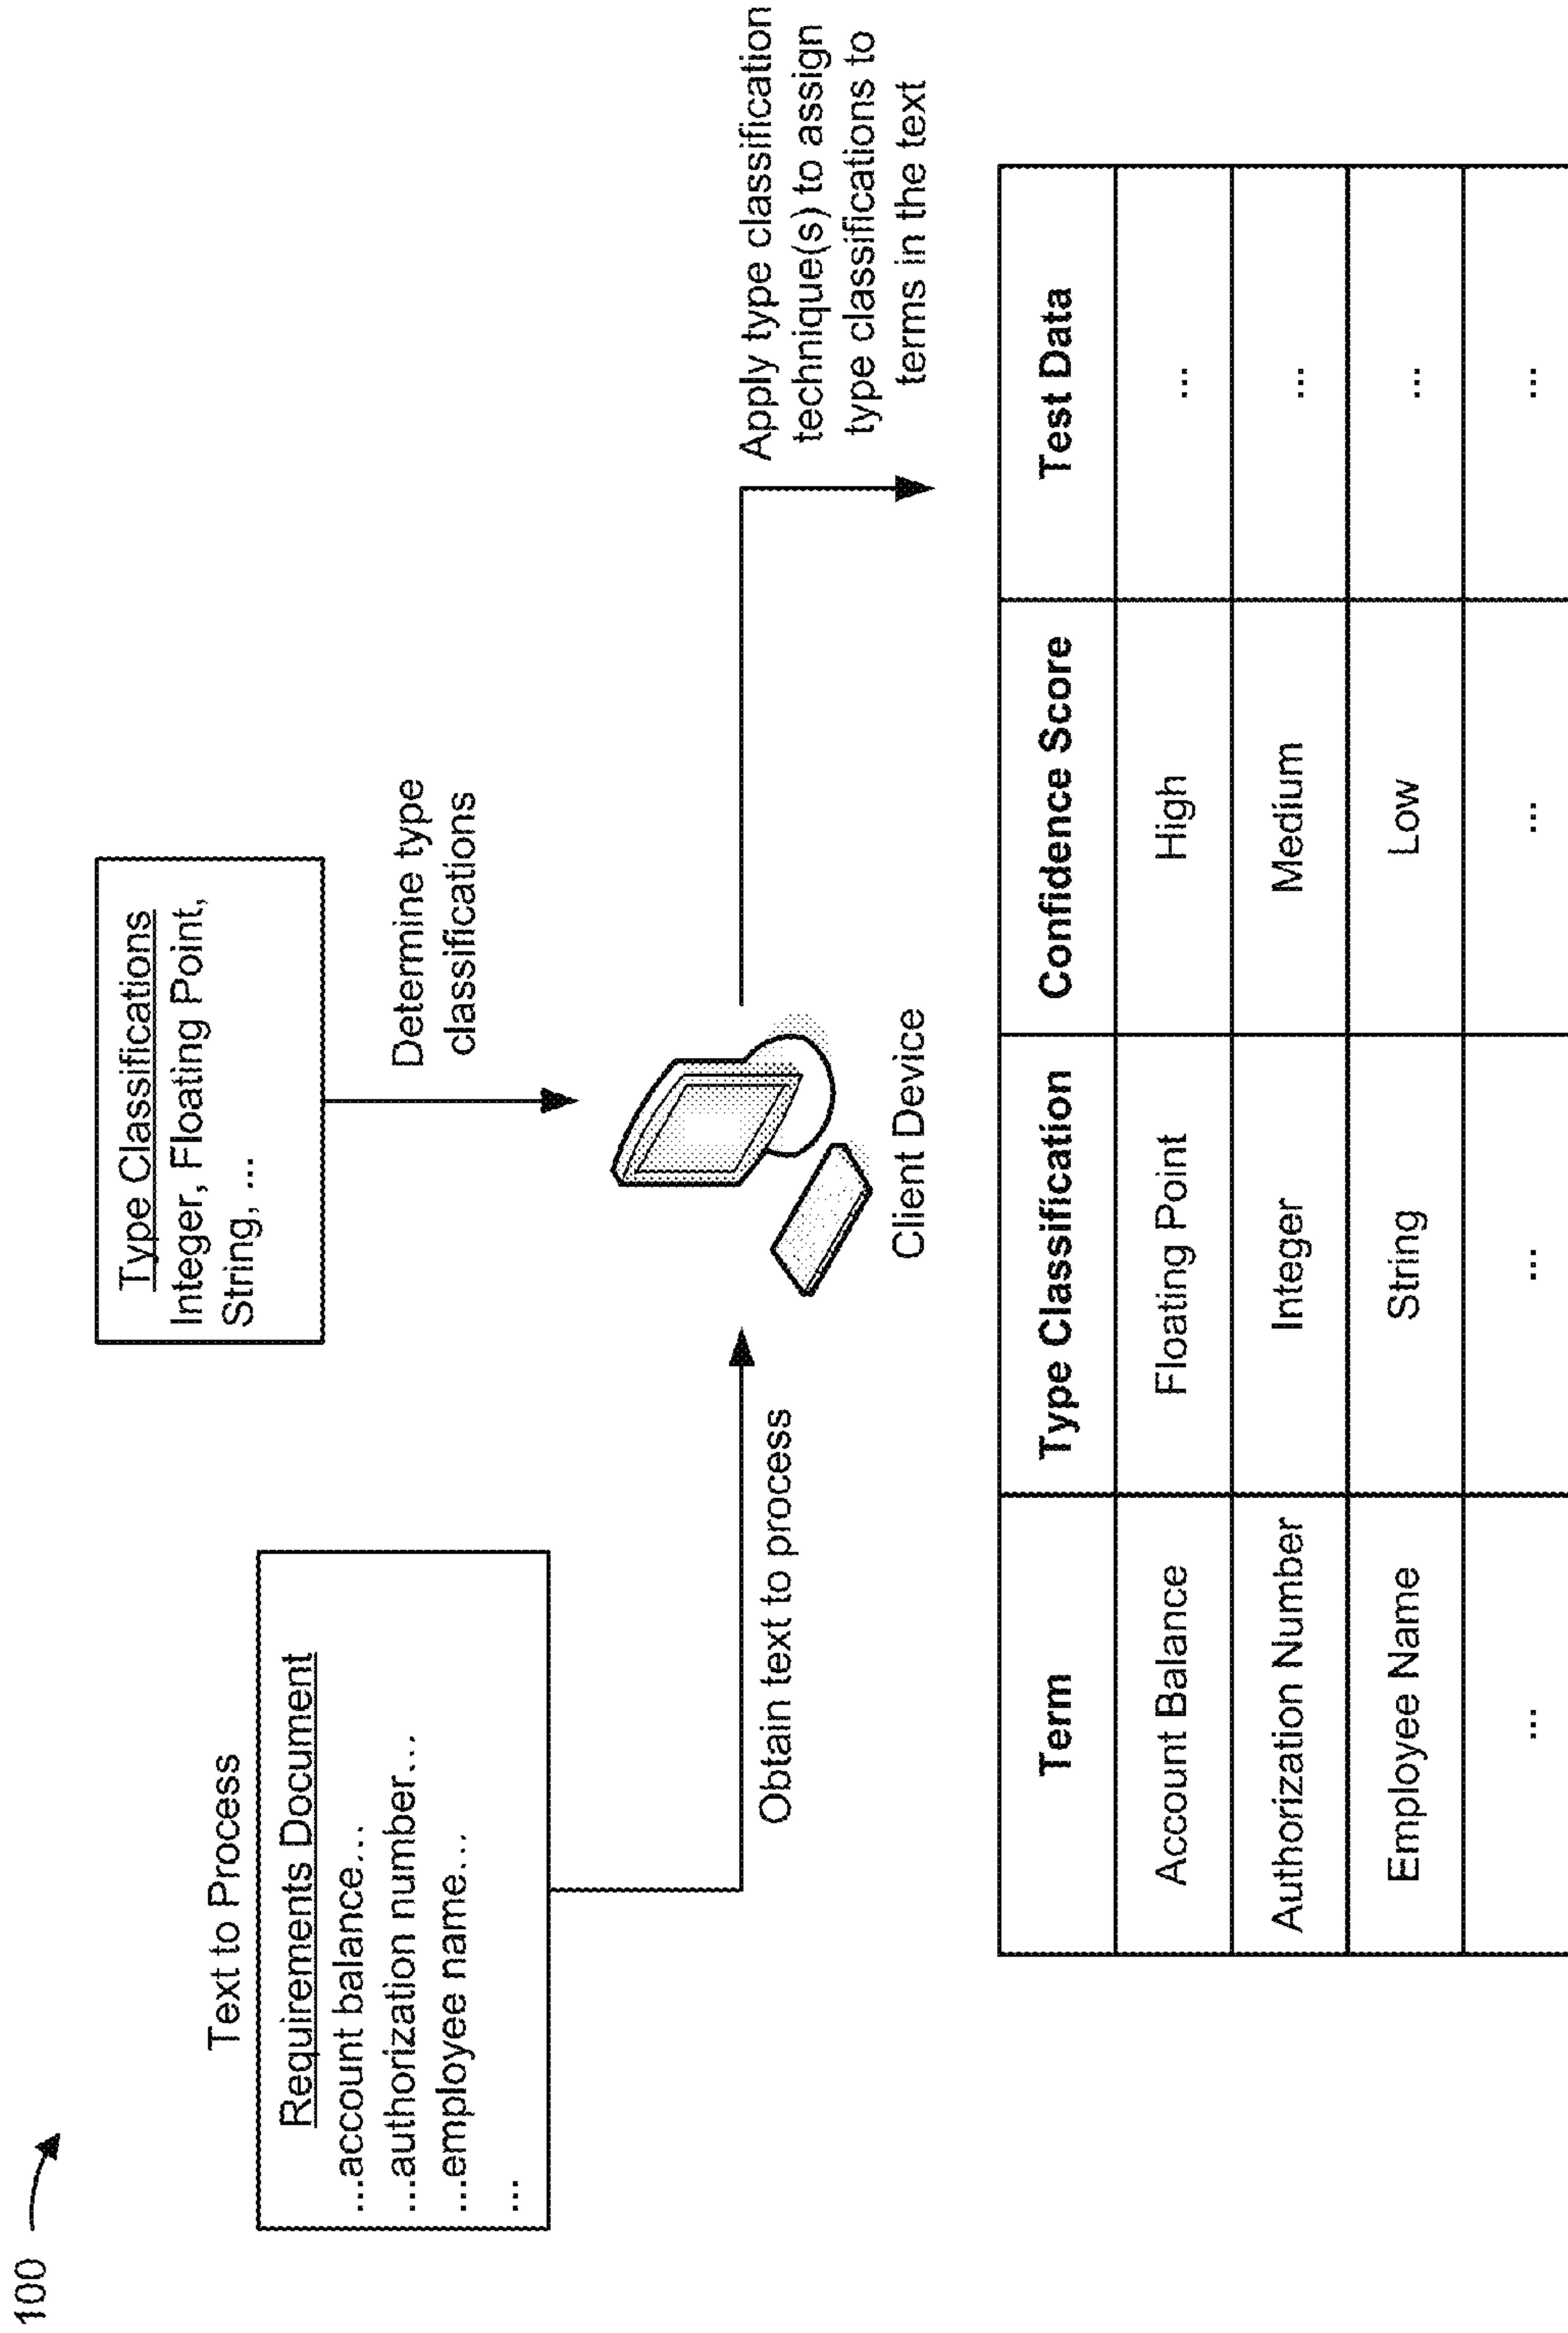 100
Text to Process
Requirements Document
...account balance...
...authorization number...
...employee name...
...
Obtain text to process
Type Classifications
Integer, Floating Point,
String, ...
Determine type
classifications
Client Device
Apply type classification
technique(s) to assign
type classifications to
terms in the text
Term Type Classification Confidence Score Test Data
Account Balance Floating Point High ...
Authorization Number Integer Medium ...
Employee Name String Low ...
... ... ... ...